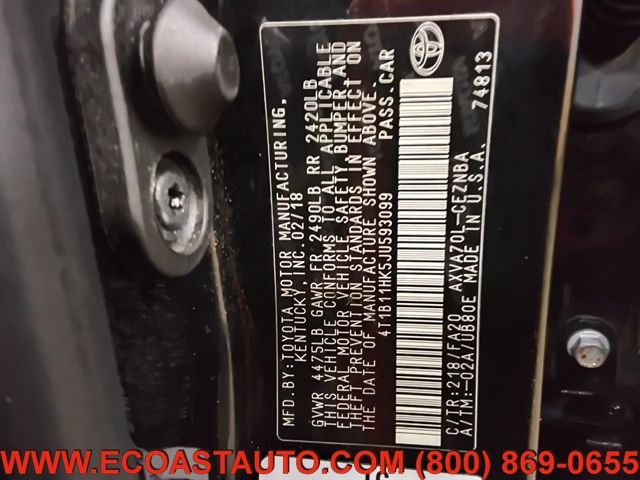 MFD.BY:TOYOTA MOTOR MANUFACTURING,
KENTUCKY, INC.02/18
GVWR 4475LB GAWR FR 2490LB RR 2420LB
THIS VEHICLE CONFORMS TO ALL APPLICABLE
FEDERAL MOTOR VEHICLE SAFETY, BUMPER,AND
THEFT PREVENTION STANDARDS IN EFFECT ON
THE DATE OF MANUFACTURE SHOWN ABOVE.
4T1B11HK5JU593099 PASS.CAR
C/TR:218/FA20 AXVA70L-CEZNBA
A/TM:-02A/UB80E MADE IN U.S.A.
74813
WWW.ECOASTAUTO.COM (800) 869-0655